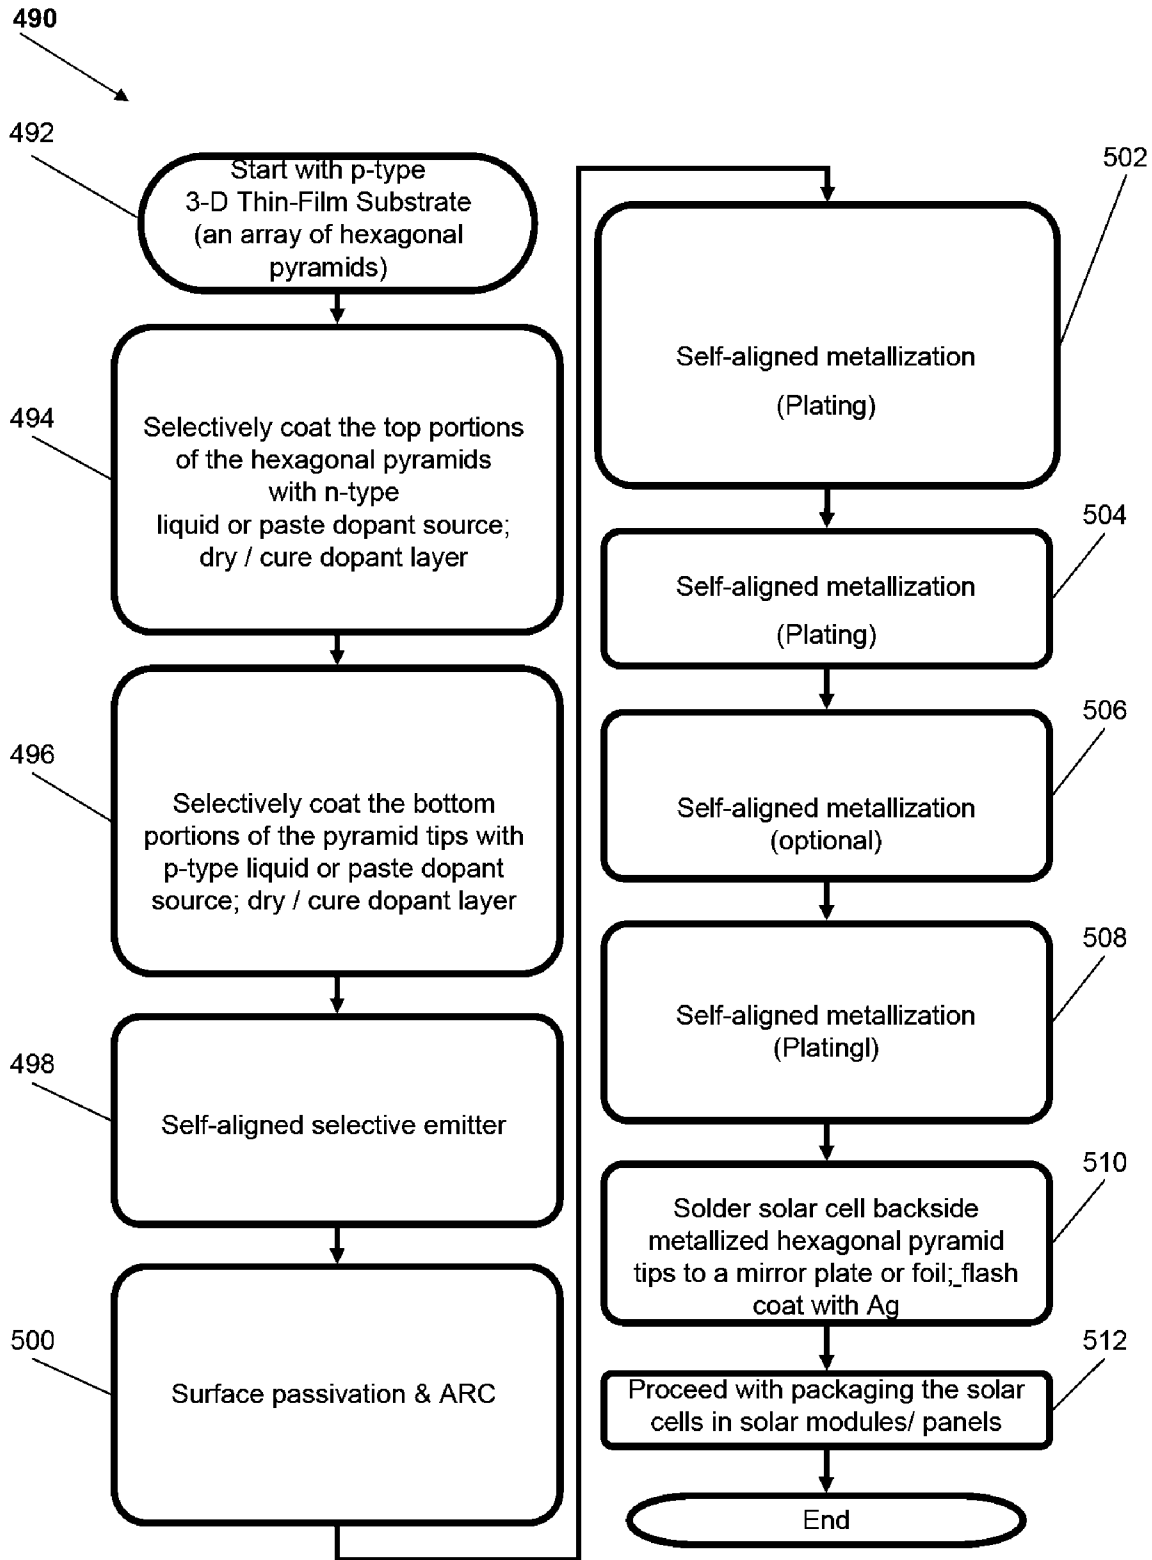 490
492
Start with p-type
3-D Thin-Film Substrate
(an array of hexagonal
pyramids)
494
Selectively coat the top portions
of the hexagonal pyramids
with n-type
liquid or paste dopant source;
dry / cure dopant layer
496
Selectively coat the bottom
portions of the pyramid tips with
p-type liquid or paste dopant
source; dry / cure dopant layer
498
Self-aligned selective emitter
500
Surface passivation & ARC
502
Self-aligned metallization
(Plating)
504
Self-aligned metallization
(Plating)
506
Self-aligned metallization
(optional)
508
Self-aligned metallization
(Platingl)
510
Solder solar cell backside
metallized hexagonal pyramid
tips to a mirror plate or foil;_flash
coat with Ag
512
Proceed with packaging the solar
cells in solar modules/ panels
End